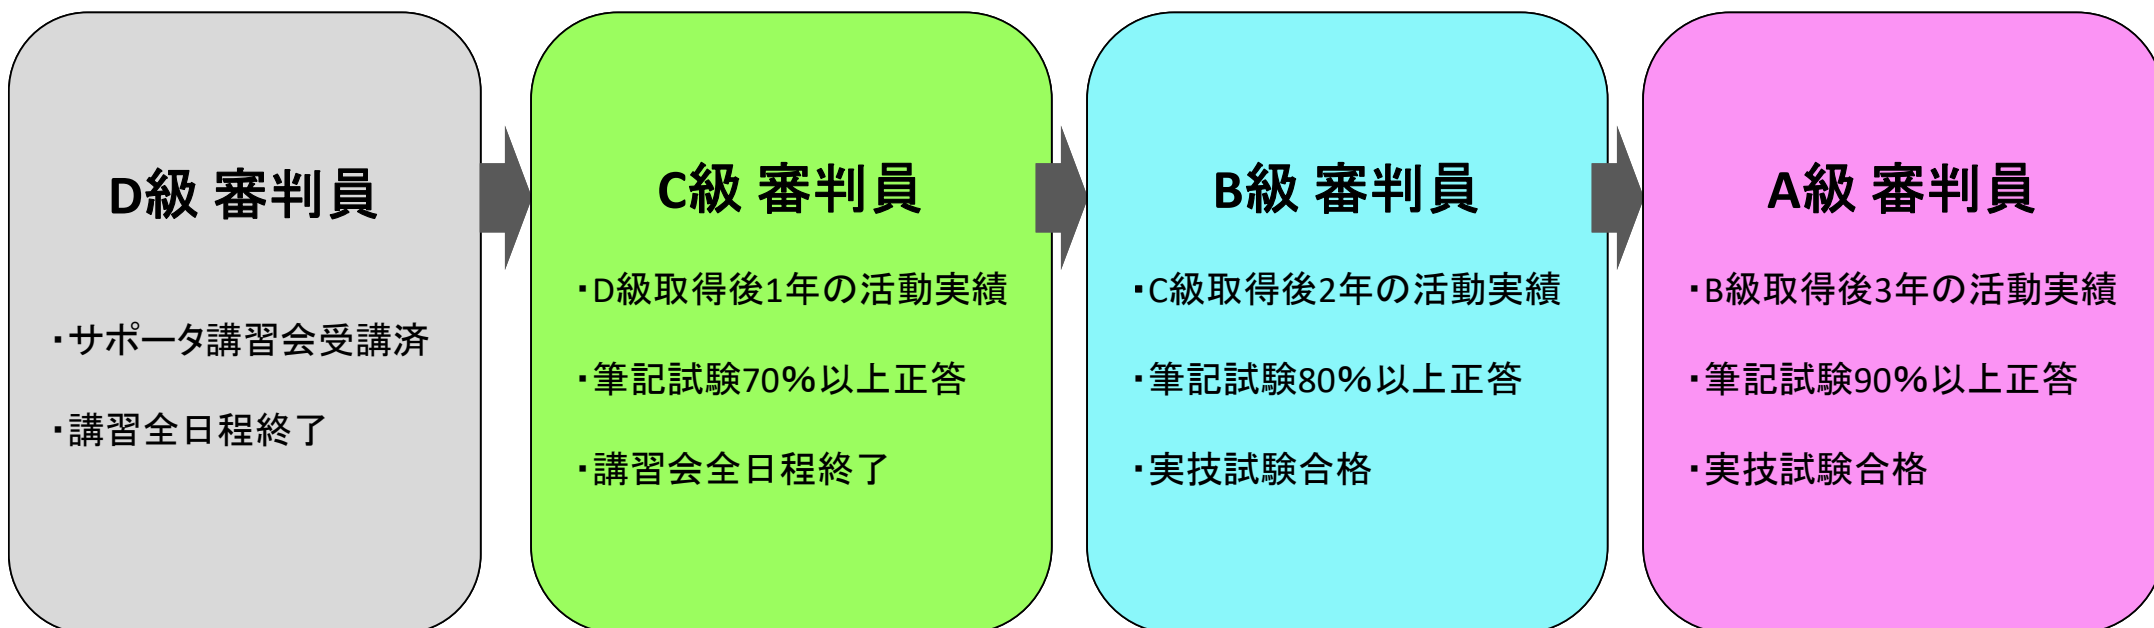 D級 審判員
・サポータ講習会受講済
・講習全日程終了
C級 審判員
・D級取得後1年の活動実績
・筆記試験70%以上正答
・講習会全日程終了
B級 審判員
・C級取得後2年の活動実績
・筆記試験80%以上正答
・実技試験合格
A級 審判員
・B級取得後3年の活動実績
・筆記試験90%以上正答
・実技試験合格